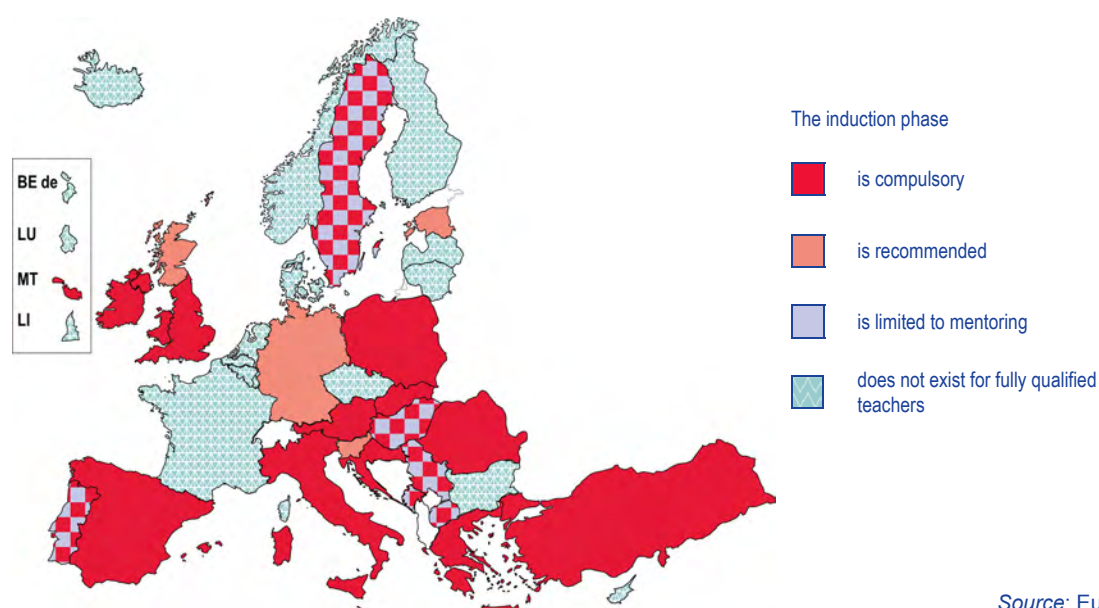 BE de
LU
MT
LI
The induction phase
is compulsory
is recommended
is limited to mentoring
does not exist for fully qualified
teachers
Source: Eu